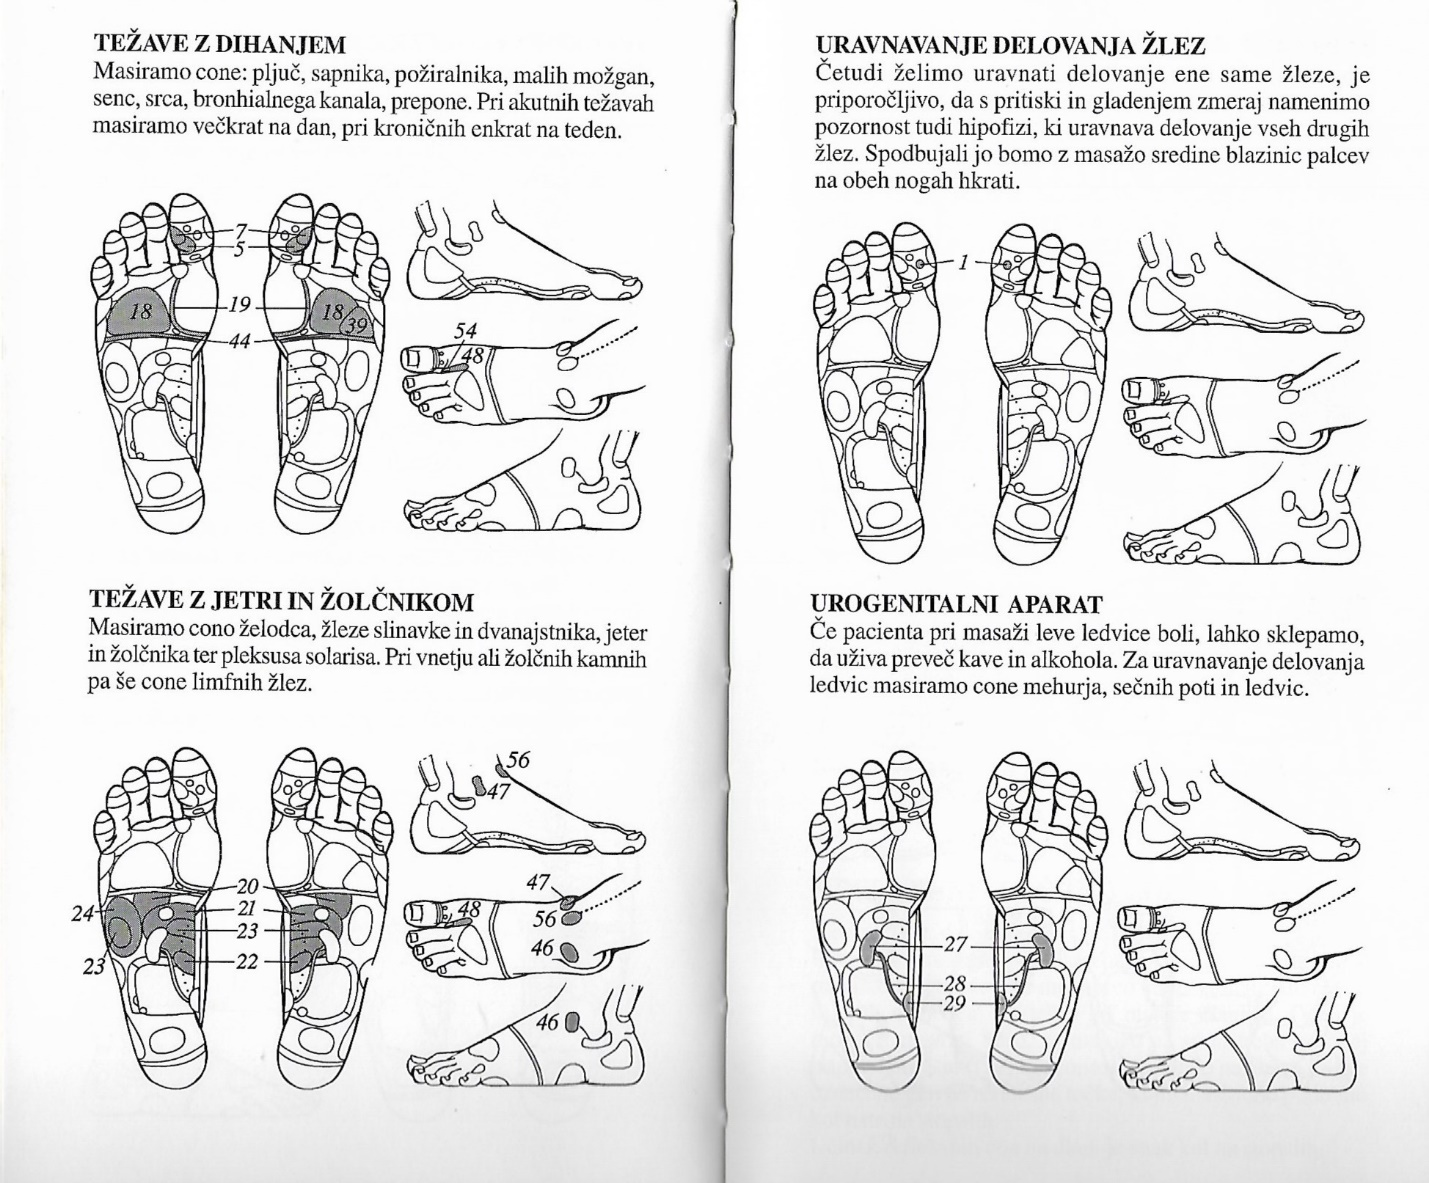 TEŽAVE Z DIHANJEM
Masiramo cone: pljuč, sapnika, požiralnika, malih možgan,
senc, srca, bronhialnega kanala, prepone. Pri akutnih težavah
masiramo večkrat na dan, pri kroničnih enkrat na teden.
7
5
18
19
18
39
44
54
48
TEŽAVE Z JETRI IN ŽOLČNIKOM
Masiramo cono želodca, žleze slinavke in dvanajstnika, jeter
in žolčnika ter pleksusa solarisa. Pri vnetju ali žolčnih kamnih
pa še cone limfnih žlez.
56
47
20
24
21
23
23
22
47
48
56
46
46
URAVNAVANJE DELOVANJA ŽLEZ
Četudi želimo uravnati delovanje ene same žleze, je
priporočljivo, da s pritiski in gladenjem zmeraj namenimo
pozornost tudi hipofizi, ki uravnava delovanje vseh drugih
žlez. Spodbujali jo bomo z masažo sredine blazinic palcev
na obeh nogah hkrati.
1
UROGENITALNI APARAT
Če pacienta pri masaži leve ledvice boli, lahko sklepamo,
da uživa preveč kave in alkohola. Za uravnavanje delovanja
ledvic masiramo cone mehurja, sečnih poti in ledvic.
27
28
29